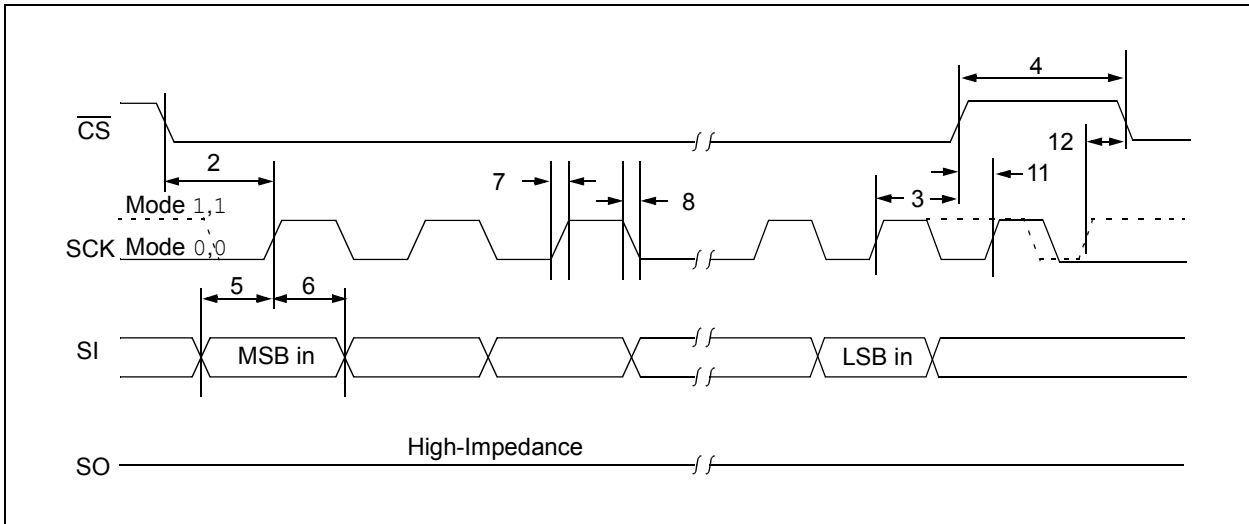 4
CS
12
2
7
8
3
11
Mode 1,1
SCK Mode 0,0
5
6
SI
MSB in
LSB in
High-Impedance
SO